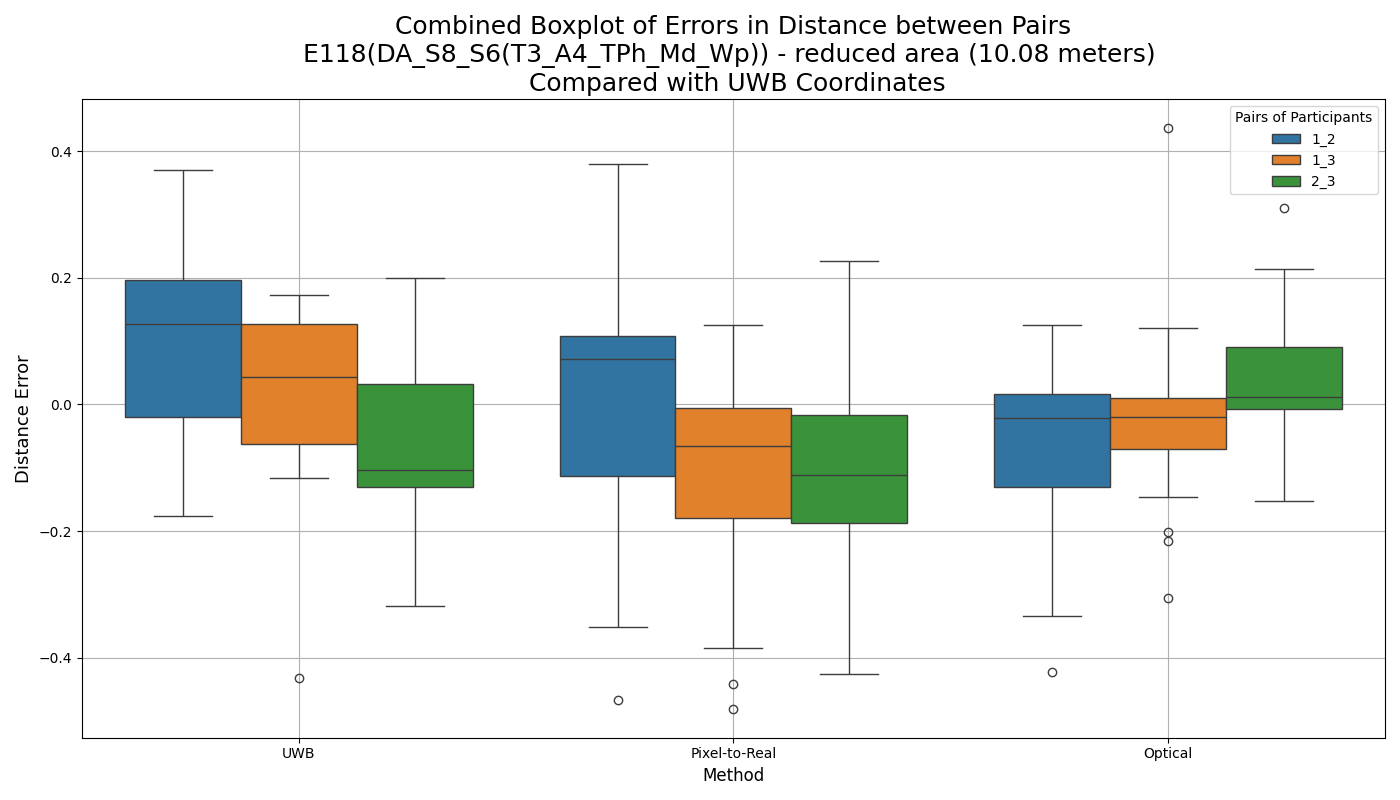 Combined Boxplot of Errors in Distance between Pairs
E118(DA_S8_S6(T3_A4_TPh_Md_Wp)) - reduced area (10.08 meters)
Compared with UWB Coordinates
Pairs of Participants
1_2
1_3
2_3
Distance Error
0.4
0.2
0.0
−0.2
−0.4
UWB
Pixel-to-Real
Optical
Method